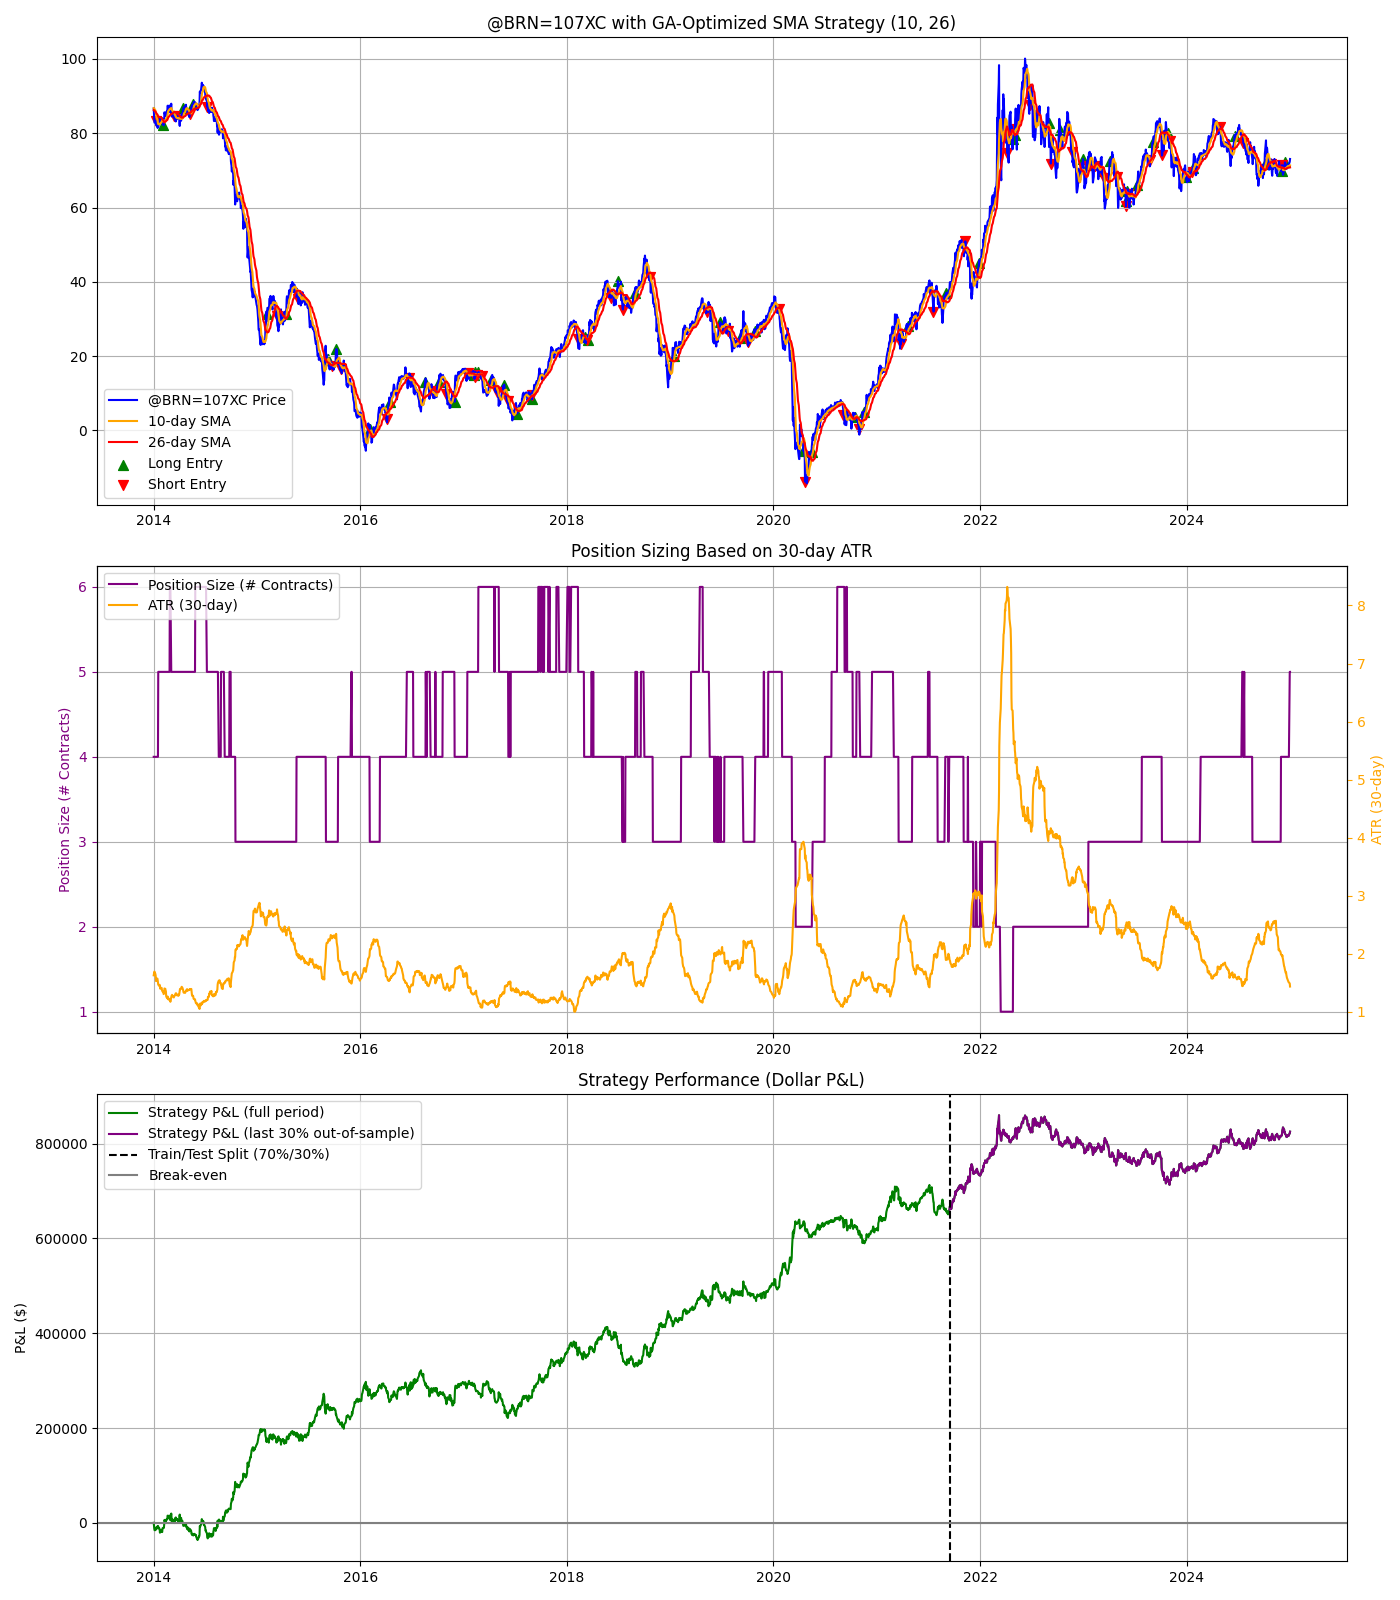 @BRN=107XC with GA-Optimized SMA Strategy (10, 26)
100
80
60
40
20
0
@BRN=107XC Price
10-day SMA
26-day SMA
Long Entry
Short Entry
2014 2016 2018 2020 2022 2024
Position Sizing Based on 30-day ATR
Position Size (# Contracts)
6
5
4
3
2
1
Position Size (# Contracts)
ATR (30-day)
8
7
6
5
4
3
2
1
ATR (30-day)
2014 2016 2018 2020 2022 2024
Strategy Performance (Dollar P&L)
P&L ($)
800000
600000
400000
200000
0
Strategy P&L (full period)
Strategy P&L (last 30% out-of-sample)
Train/Test Split (70%/30%)
Break-even
2014 2016 2018 2020 2022 2024